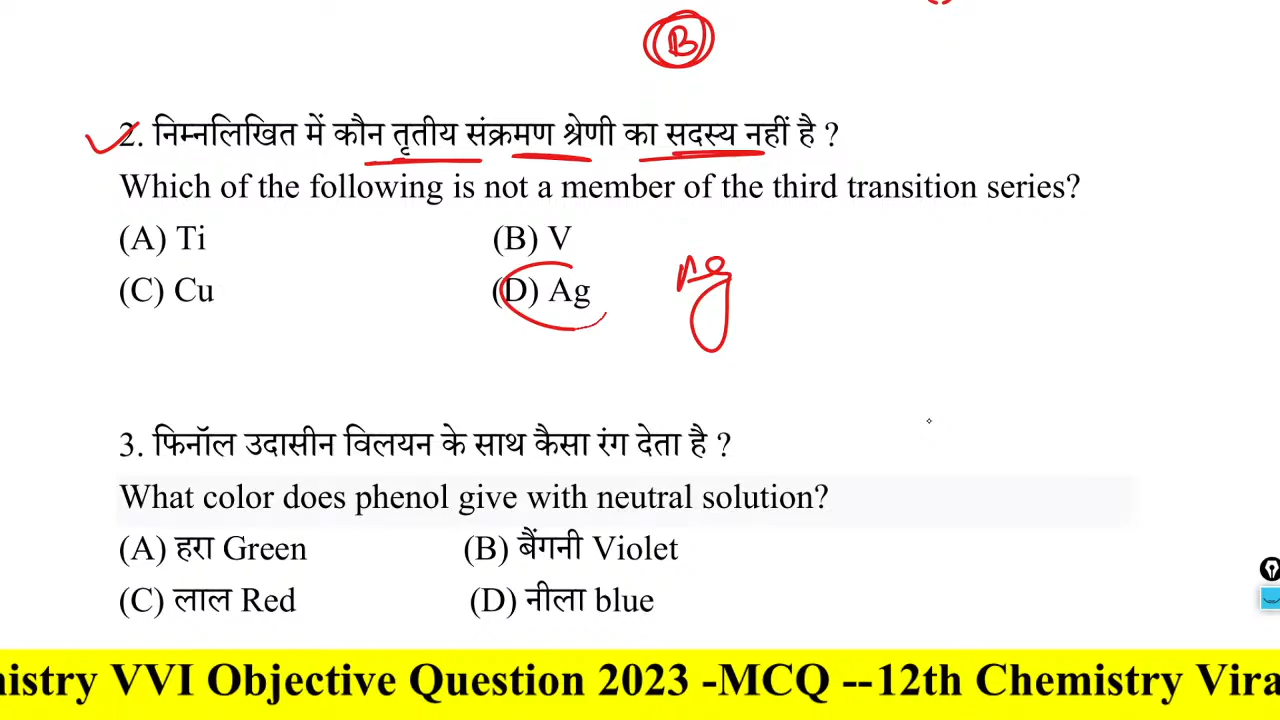 B
2. निम्नलिखित में कौन तृतीय संक्रमण श्रेणी का सदस्य नहीं है ?
Which of the following is not a member of the third transition series?
(A) Ti (B) V
(C) Cu (D) Ag
Ag
3. फिनॉल उदासीन विलयन के साथ कैसा रंग देता है ?
What color does phenol give with neutral solution?
(A) हरा Green (B) बैंगनी Violet
(C) लाल Red (D) नीला blue
mistry VVI Objective Question 2023 -MCQ --12th Chemistry Vira